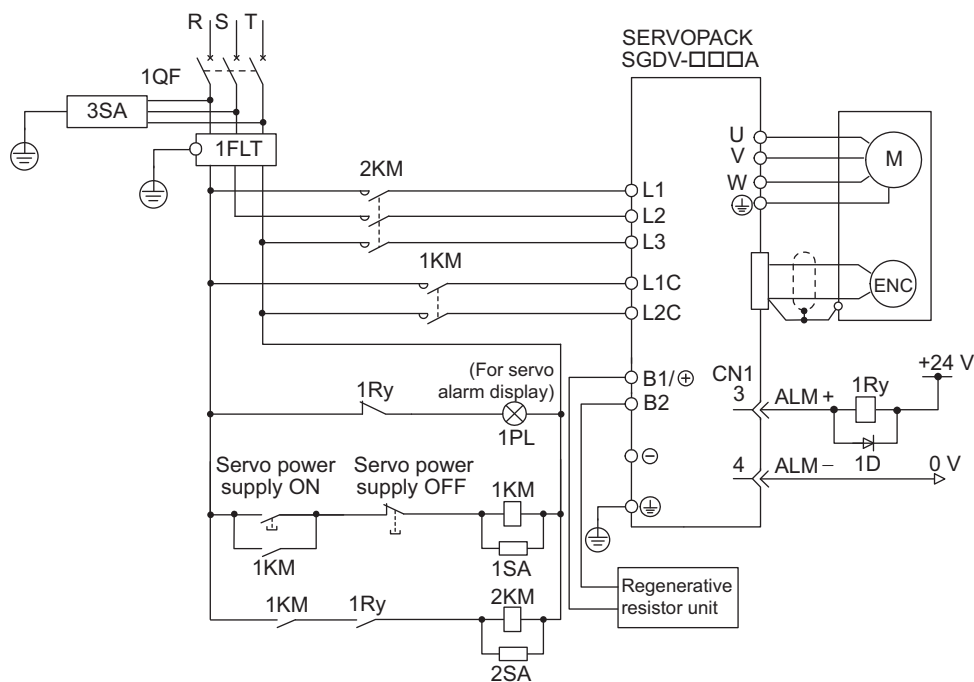 R S T
SERVOPACK
SGDV-□□□A
1QF
3SA
1FLT
2KM
1KM
L1
L2
L3
L1C
L2C
U
V
W
M
ENC
(For servo
alarm display)
1Ry
1PL
B1/⊕
B2
⊖
CN1
3
ALM +
1Ry
+24 V
1D
4
ALM −
0 V
Servo power
supply ON
Servo power
supply OFF
1KM
1KM
1SA
1KM
1Ry
2KM
2SA
Regenerative
resistor unit